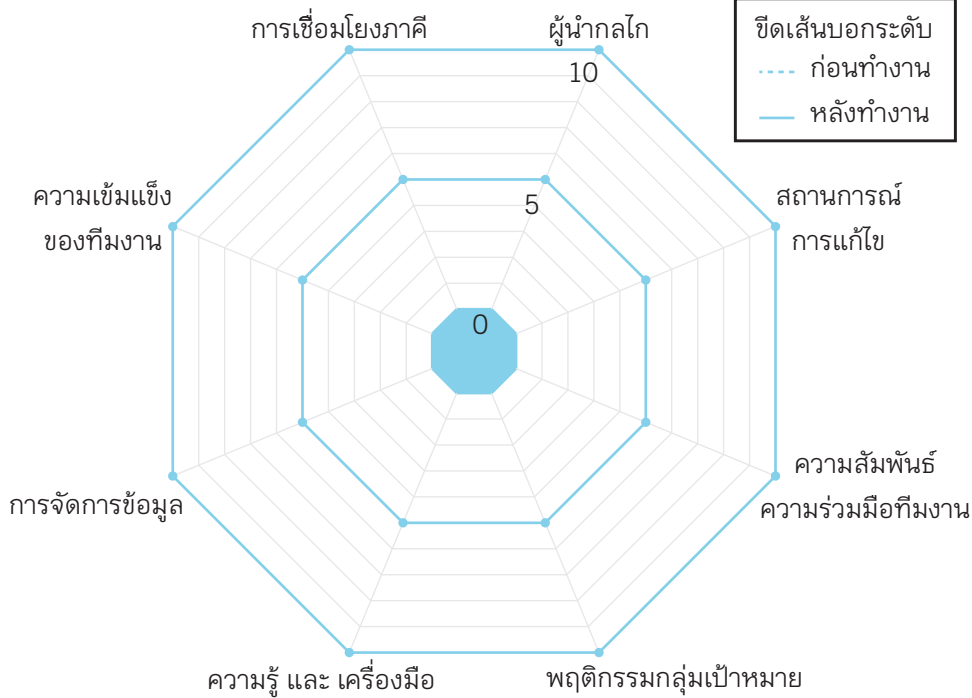 การเชื่อมโยงภาคี
ผู้นำกลไก
ขีดเส้นบอกระดับ
ก่อนทำงาน
หลังทำงาน
10
ความเข้มแข็ง
ของทีมงาน
5
สถานการณ์
การแก้ไข
0
การจัดการข้อมูล
ความสัมพันธ์
ความร่วมมือทีมงาน
ความรู้ และ เครื่องมือ
พฤติกรรมกลุ่มเป้าหมาย